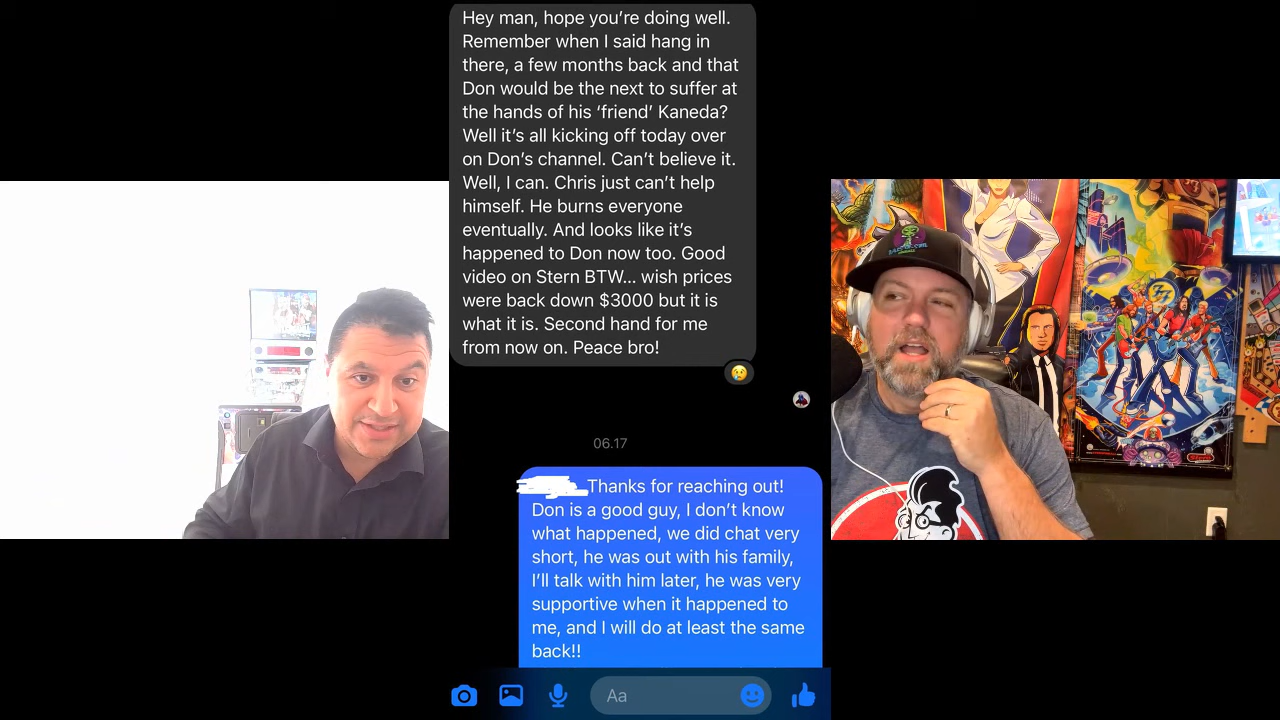 Hey man, hope you’re doing well.
Remember when I said hang in
there, a few months back and that
Don would be the next to suffer at
the hands of his ‘friend’ Kaneda?
Well it’s all kicking off today over
on Don’s channel. Can’t believe it.
Well, I can. Chris just can’t help
himself. He burns everyone
eventually. And looks like it’s
happened to Don now too. Good
video on Stern BTW... wish prices
were back down $3000 but it is
what it is. Second hand for me
from now on. Peace bro!
06.17
Thanks for reaching out!
Don is a good guy, I don’t know
what happened, we did chat very
short, he was out with his family,
I’ll talk with him later, he was very
supportive when it happened to
me, and I will do at least the same
back!!
Aa